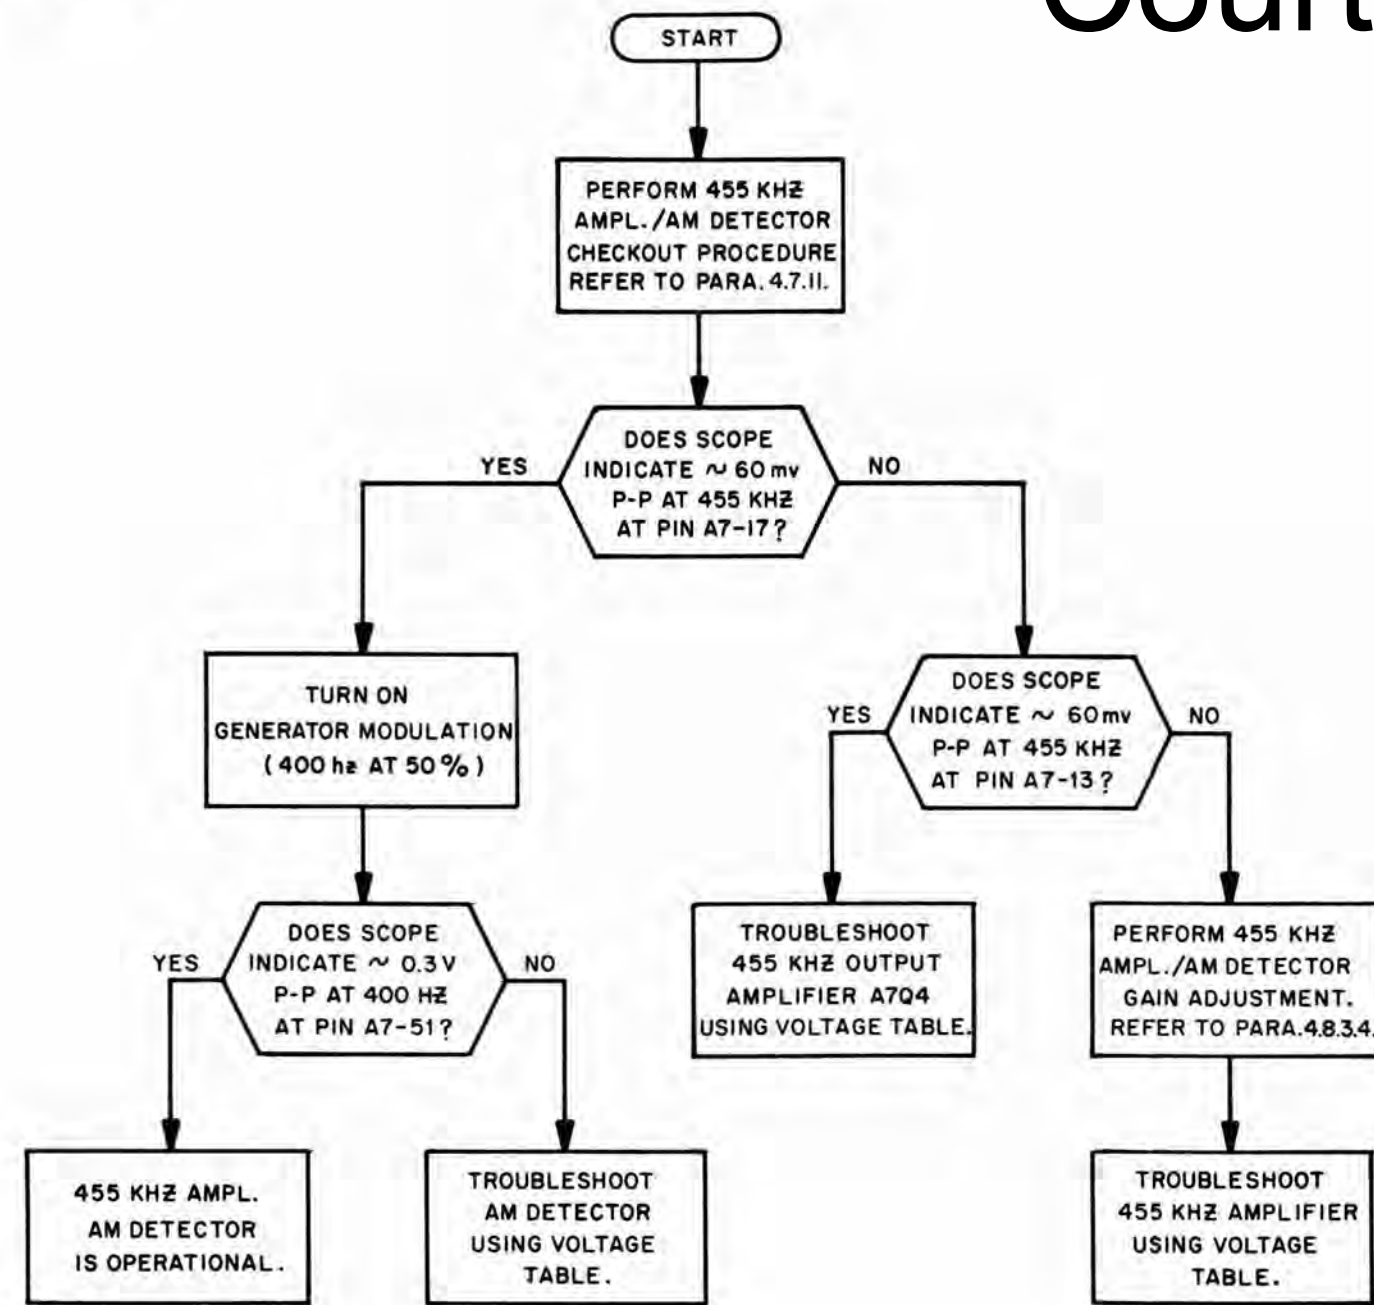 Court
START
PERFORM 455 KHZ
AMPL./AM DETECTOR
CHECKOUT PROCEDURE
REFER TO PARA. 4.7.11.
DOES SCOPE
INDICATE ~ 60 mv
P-P AT 455 KHZ
AT PIN A7-17?
YES
NO
TURN ON
GENERATOR MODULATION
(400 hz AT 50%)
DOES SCOPE
INDICATE ~ 60mv
P-P AT 455 KHZ
AT PIN A7-13?
YES
NO
DOES SCOPE
INDICATE ~ 0.3V
P-P AT 400 HZ
AT PIN A7-51?
YES
NO
TROUBLESHOOT
455 KHZ OUTPUT
AMPLIFIER A7Q4
USING VOLTAGE TABLE.
PERFORM 455 KHZ
AMPL./AM DETECTOR
GAIN ADJUSTMENT.
REFER TO PARA.4.8.3.4.
455 KHZ AMPL.
AM DETECTOR
IS OPERATIONAL.
TROUBLESHOOT
AM DETECTOR
USING VOLTAGE
TABLE.
TROUBLESHOOT
455 KHZ AMPLIFIER
USING VOLTAGE
TABLE.